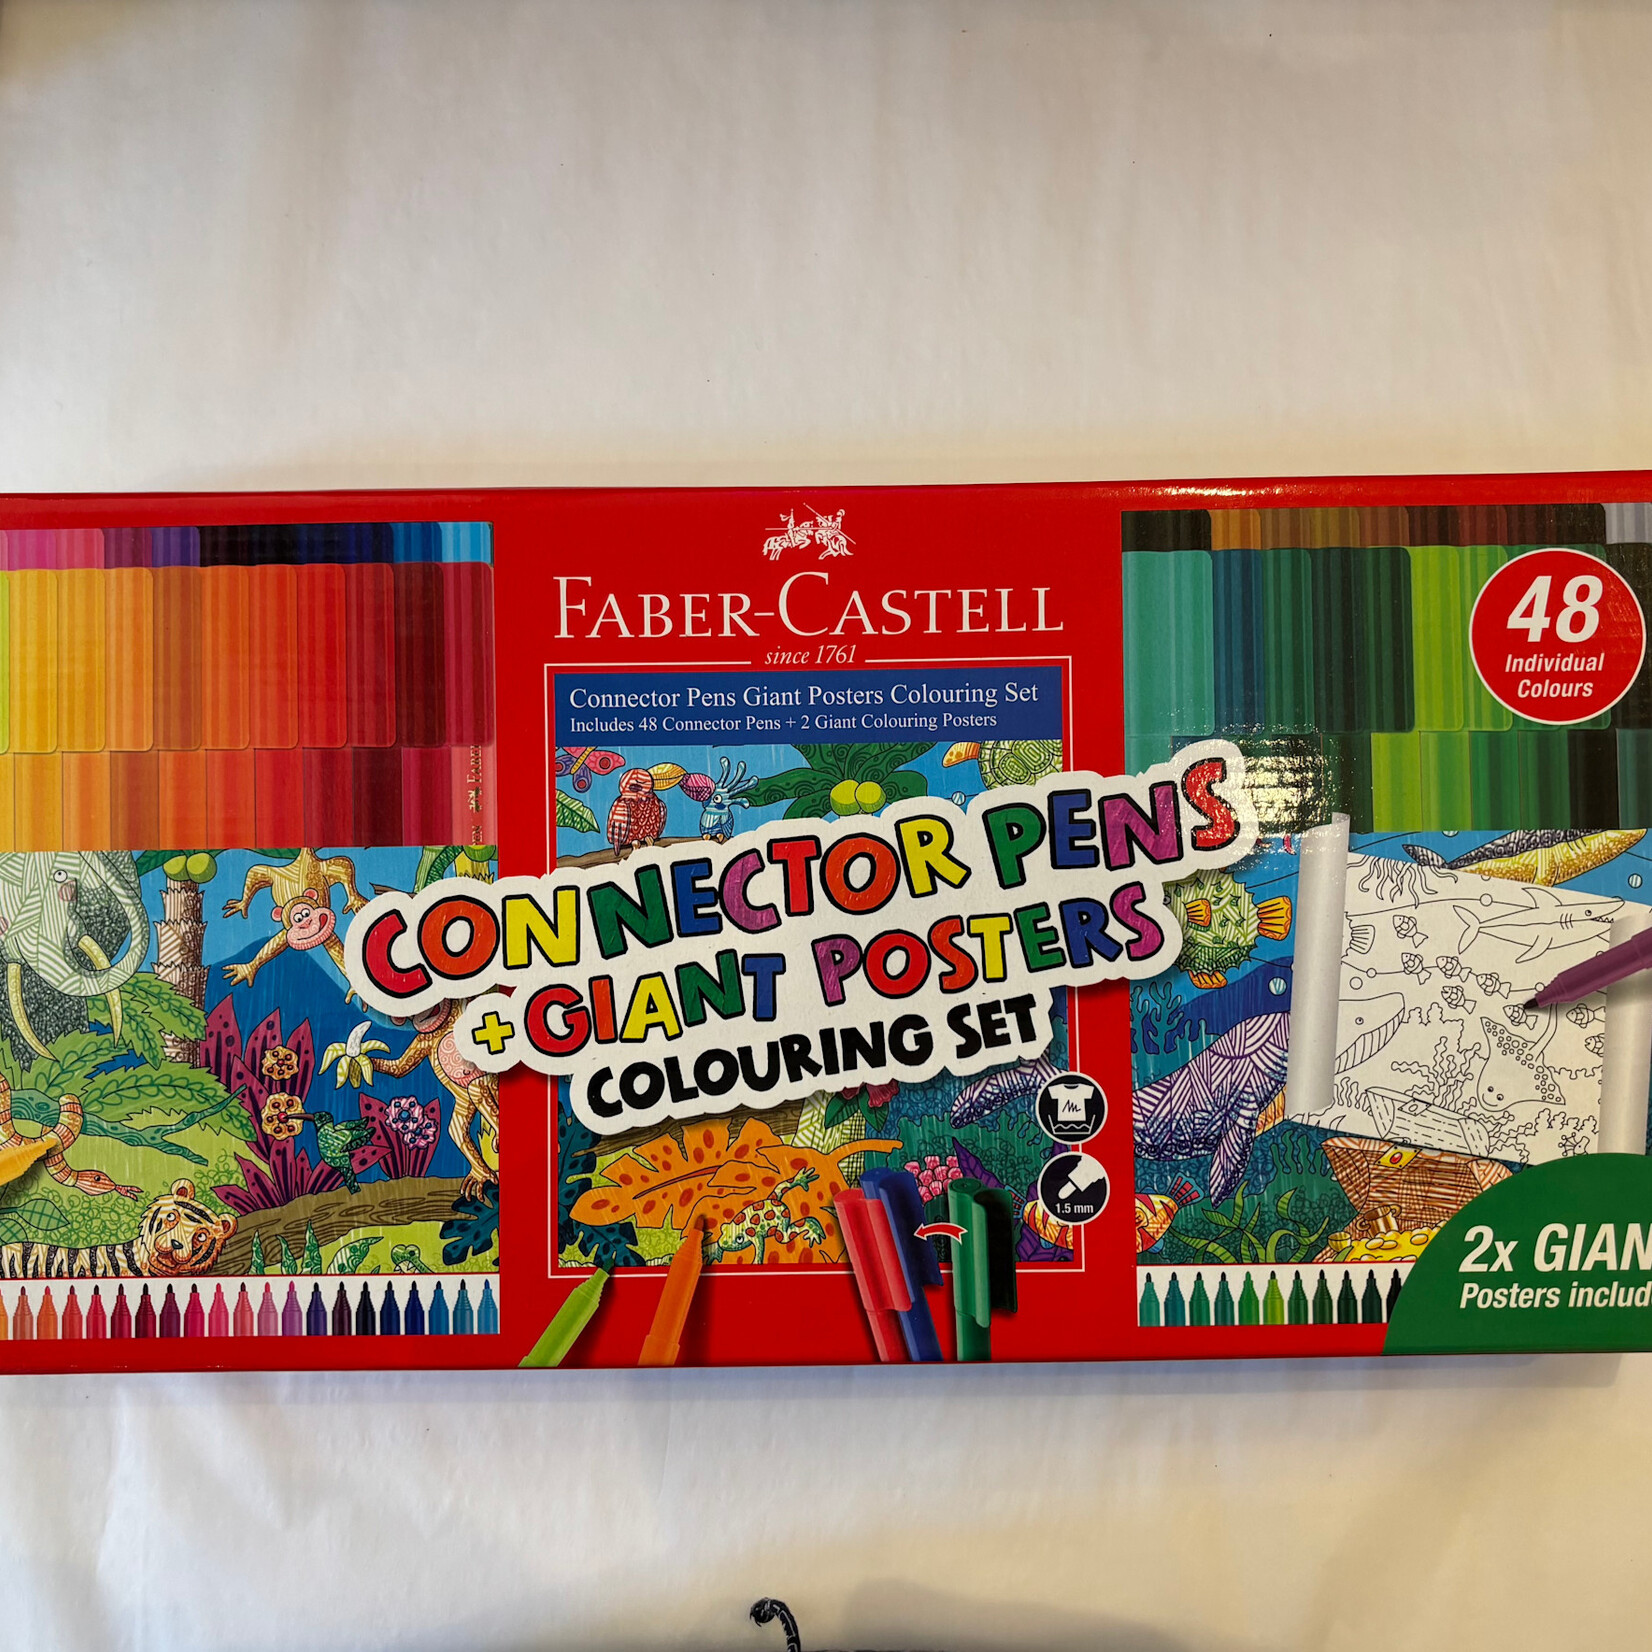 FABER-CASTELL
since 1761
Connector Pens Giant Posters Colouring Set
Includes 48 Connector Pens + 2 Giant Colouring Posters
48
Individual
Colours
CONNECTOR PENS
+ GIANT POSTERS
COLOURING SET
1.5 mm
2x GIAN
Posters includ